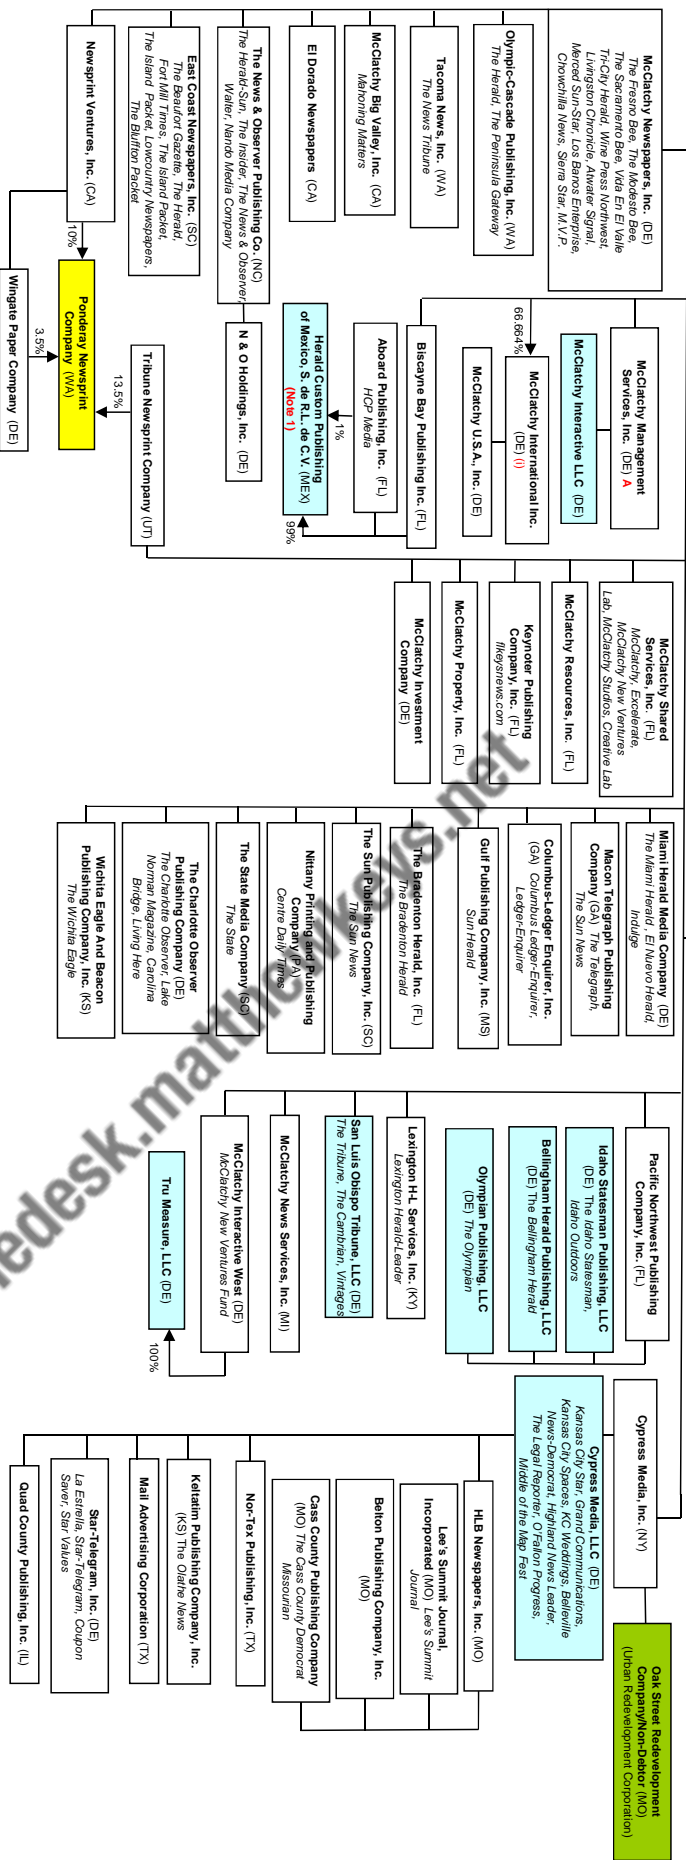 McClatchy Newspapers, Inc. (DE)
The Fresno Bee, The Modesto Bee,
The Sacramento Bee, Vida En El Valle
Tri-City Herald, Wine Press Northwest,
Livingston Chronicle, Atwater Signal,
Merced Sun-Star, Los Banos Enterprise,
Chowchilla News, Sierra Star, M.V.P.
Olympic-Cascade Publishing, Inc. (WA)
The Herald, The Peninsula Gateway
Tacoma News, Inc. (WA)
The News Tribune
McClatchy Big Valley, Inc. (CA)
Mahoning Matters
El Dorado Newspapers (CA)
The News & Observer Publishing Co. (NC)
The Herald-Sun, The Insider, The News & Observer,
Walter, Nando Media Company
East Coast Newspapers, Inc. (SC)
The Beaufort Gazette, The Herald,
Fort Mill Times, The Island Packet,
The Island Packet, Lowcountry Newspapers,
The Bluffton Packet
Newsprint Ventures, Inc. (CA)
10%
Ponderay Newsprint
Company (WA)
3.5%
Wingate Paper Company (DE)
13.5%
Tribune Newsprint Company (UT)
McClatchy Management
Services, Inc. (DE) A
McClatchy Interactive LLC (DE)
66.664%
McClatchy International Inc.
(DE) (i)
McClatchy U.S.A., Inc. (DE)
Biscayne Bay Publishing Inc. (FL)
Aboard Publishing, Inc. (FL)
HCP Media
1%
99%
Herald Custom Publishing
of Mexico, S. de R.L. de C.V. (MEX)
(Note 1)
N & O Holdings, Inc. (DE)
McClatchy Shared
Services, Inc. (FL)
McClatchy, Excelerate,
McClatchy New Ventures
Lab, McClatchy Studios, Creative Lab
McClatchy Resources, Inc. (FL)
Keynoter Publishing
Company, Inc. (FL)
flkeysnews.com
McClatchy Property, Inc. (FL)
McClatchy Investment
Company (DE)
Miami Herald Media Company (DE)
The Miami Herald, El Nuevo Herald,
Indulge
Macon Telegraph Publishing
Company (GA) The Telegraph,
The Sun News
Columbus-Ledger Enquirer, Inc.
(GA) Columbus Ledger-Enquirer,
Ledger-Enquirer
Gulf Publishing Company, Inc. (MS)
Sun Herald
The Bradenton Herald, Inc. (FL)
The Bradenton Herald
The Sun Publishing Company, Inc. (SC)
The Sun News
Nittany Printing and Publishing
Company (PA)
Centre Daily Times
The State Media Company (SC)
The State
The Charlotte Observer
Publishing Company (DE)
The Charlotte Observer, Lake
Norman Magazine, Carolina
Bridge, Living Here
Wichita Eagle And Beacon
Publishing Company, Inc. (KS)
The Wichita Eagle
Pacific Northwest Publishing
Company, Inc. (FL)
Idaho Statesman Publishing, LLC
(DE) The Idaho Statesman,
Idaho Outdoors
Bellingham Herald Publishing, LLC
(DE) The Bellingham Herald
Olympian Publishing, LLC
(DE) The Olympian
Lexington H-L Services, Inc. (KY)
Lexington Herald-Leader
San Luis Obispo Tribune, LLC (DE)
The Tribune, The Cambrian, Vintages
McClatchy News Services, Inc. (MI)
McClatchy Interactive West (DE)
McClatchy New Ventures Fund
100%
Tru Measure, LLC (DE)
Cypress Media, Inc. (NY)
Oak Street Redevelopment
Company/Non-Debtor (MO)
(Urban Redevelopment Corporation)
Cypress Media, LLC (DE)
Kansas City Star, Grand Communications,
Kansas City Spaces, KC Weddings, Belleville
News-Democrat, Highland News Leader,
The Legal Reporter, O'Fallon Progress,
Middle of the Map Fest
HLB Newspapers, Inc. (MO)
Lee's Summit Journal,
Incorporated (MO) Lee's Summit
Journal
Belton Publishing Company, Inc.
(MO)
Cass County Publishing Company
(MO) The Cass County Democrat
Missourian
Nor-Tex Publishing, Inc. (TX)
Keltatim Publishing Company, Inc.
(KS) The Olathe News
Mail Advertising Corporation (TX)
Star-Telegram, Inc. (DE)
La Estrella, Star-Telegram, Coupon
Saver, Star Values
Quad County Publishing, Inc. (IL)
edesk.matthewkeys.net